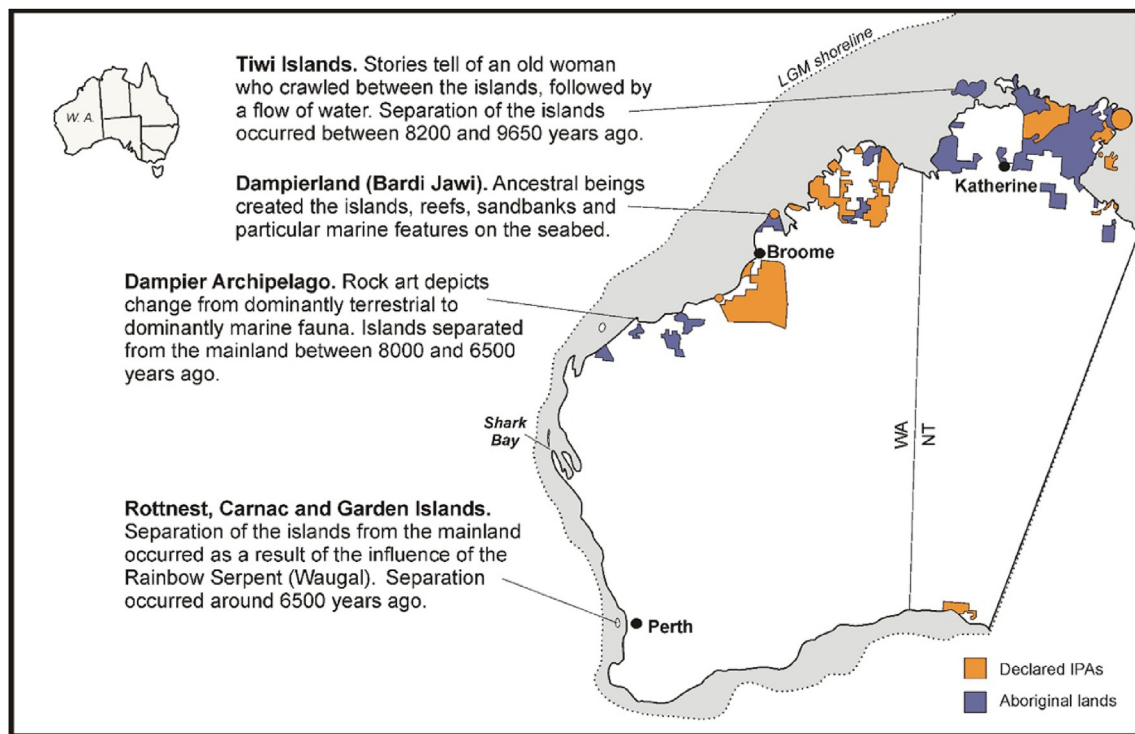 W. A.
Tiwi Islands. Stories tell of an old woman
who crawled between the islands, followed by
a flow of water. Separation of the islands
occurred between 8200 and 9650 years ago.
LGM shoreline
Dampierland (Bardi Jawi). Ancestral beings
created the islands, reefs, sandbanks and
particular marine features on the seabed.
Katherine
Broome
Dampier Archipelago. Rock art depicts
change from dominantly terrestrial to
dominantly marine fauna. Islands separated
from the mainland between 8000 and 6500
years ago.
Shark
Bay
WA
NT
Rottnest, Carnac and Garden Islands.
Separation of the islands from the mainland
occurred as a result of the influence of the
Rainbow Serpent (Waugal). Separation
occurred around 6500 years ago.
Perth
Declared IPAs
Aboriginal lands